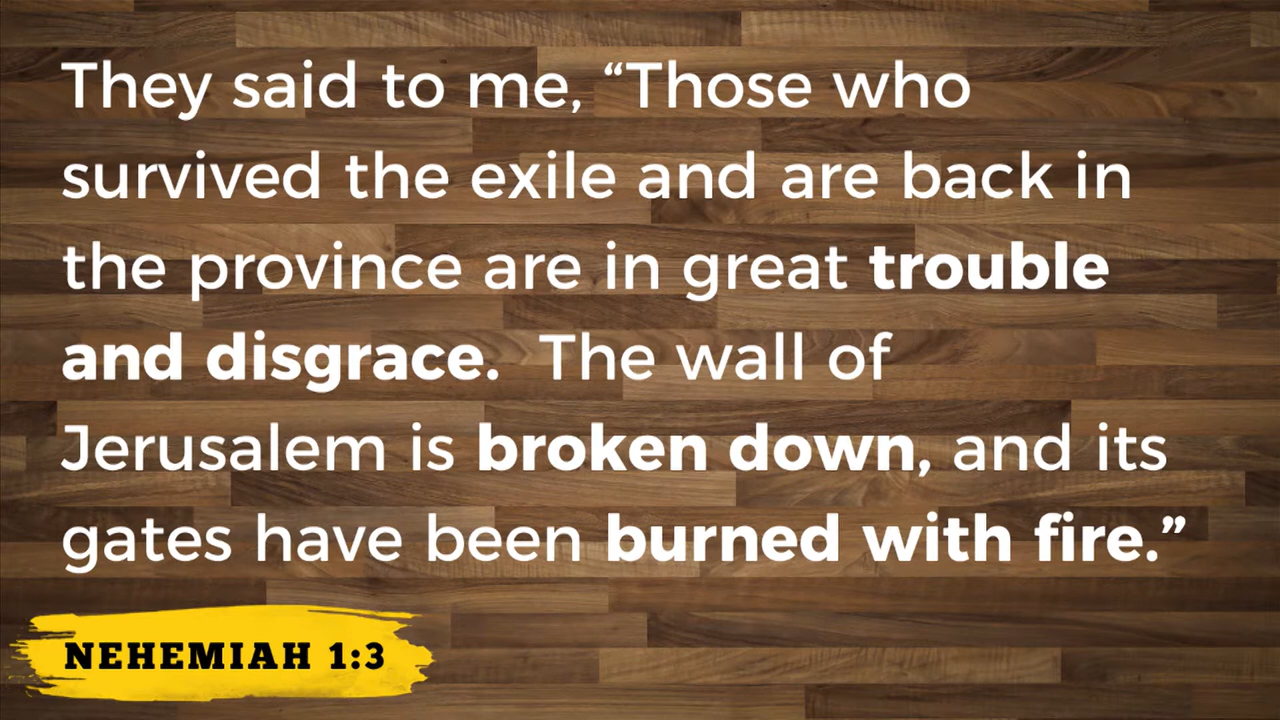 They said to me, “Those who
survived the exile and are back in
the province are in great trouble
and disgrace.  The wall of
Jerusalem is broken down, and its
gates have been burned with fire.”
NEHEMIAH 1:3